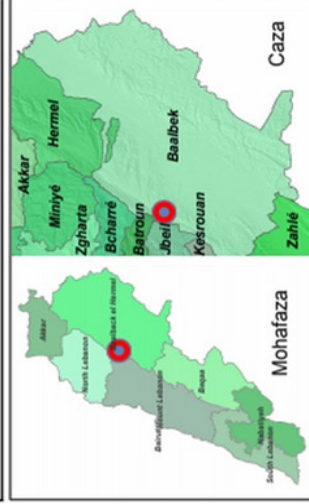 Akkar
Hermel
Miniyé
Zgharta
Bcharré
Batroun
Baalbek
Jbeil
Kesrouan
Zahlé
Caza
Akkar
North Lebanon
el Hermel
Mount Lebanon
Beirut
Beqaa
Nabatiyeh
South Lebanon
Mohafaza